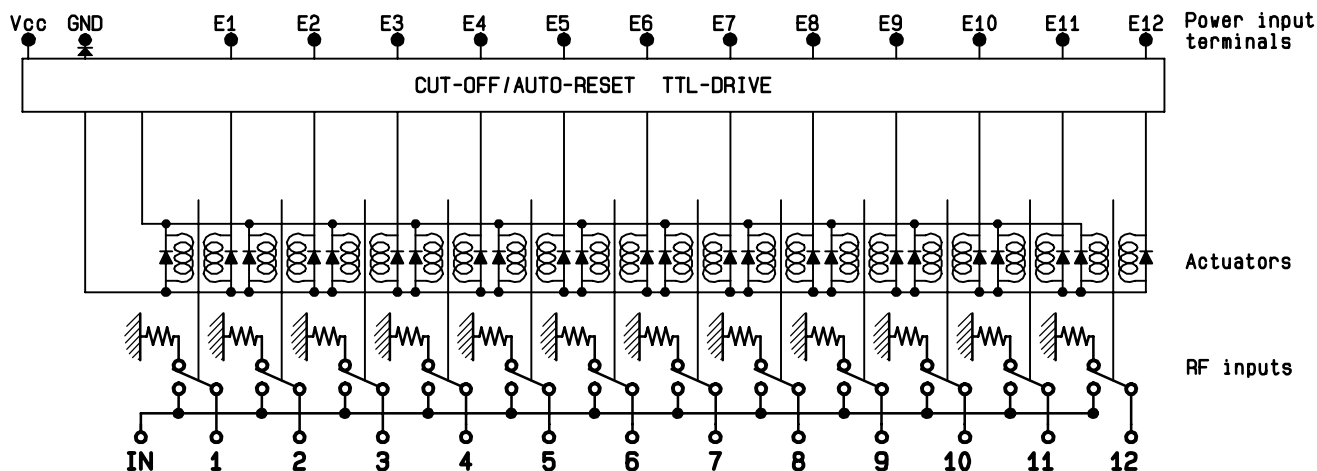 Vcc GND E1 E2 E3 E4 E5 E6 E7 E8 E9 E10 E11 E12 Power input
terminals
CUT-OFF/AUTO-RESET TTL-DRIVE
Actuators
RF inputs
IN 1 2 3 4 5 6 7 8 9 10 11 12